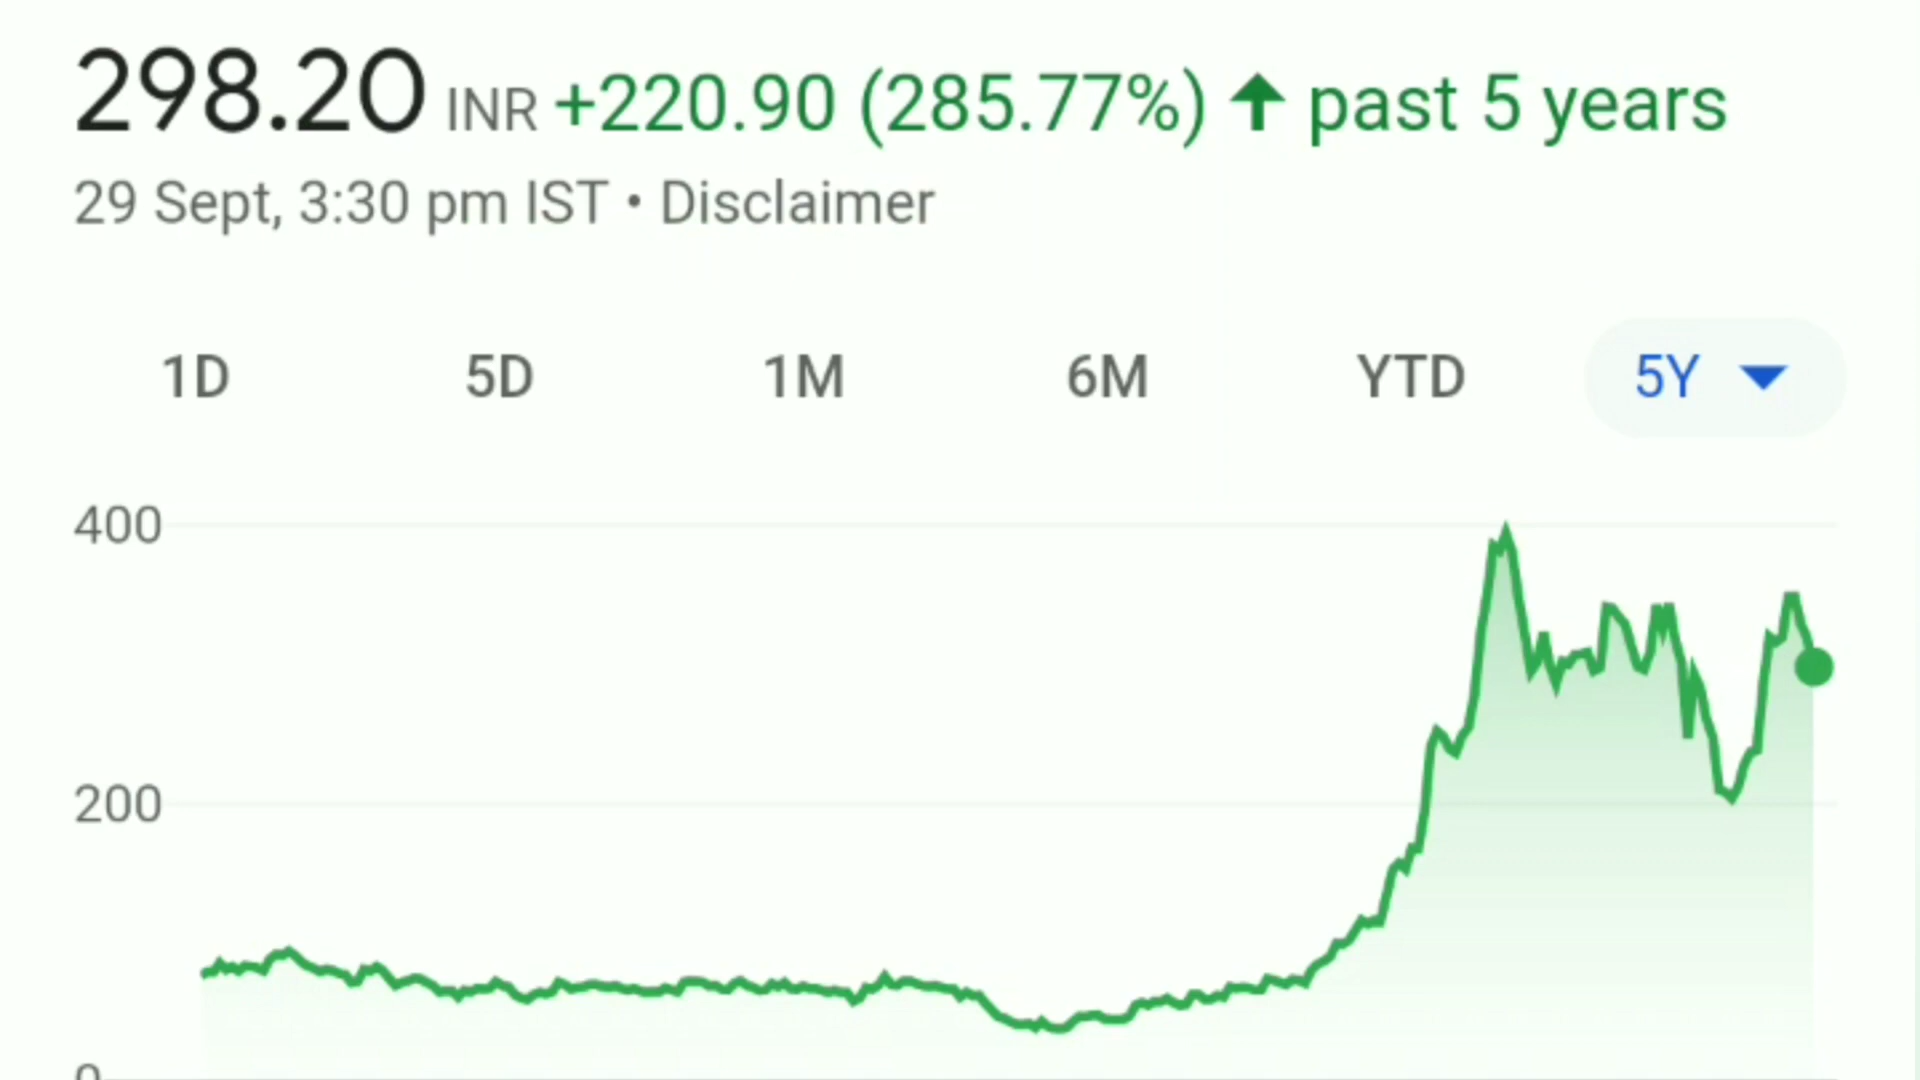 298.20 INR +220.90 (285.77%) ↑ past 5 years
29 Sept, 3:30 pm IST • Disclaimer
1D 5D 1M 6M YTD 5Y
400
200
0